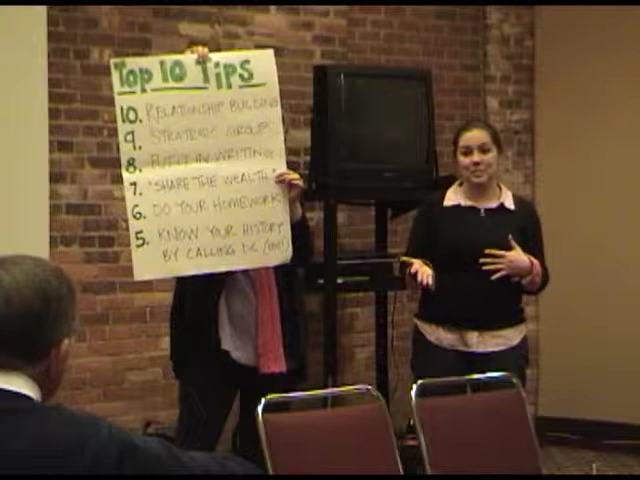 Top 10 Tips
10. RELATIONSHIP BUILDING
9. STRATEGIC GROUP
8. PUT IT IN WRITING
7. "SHARE THE WEALTH"
6. DO YOUR HOMEWORK
5. KNOW YOUR HISTORY
BY CALLING DC